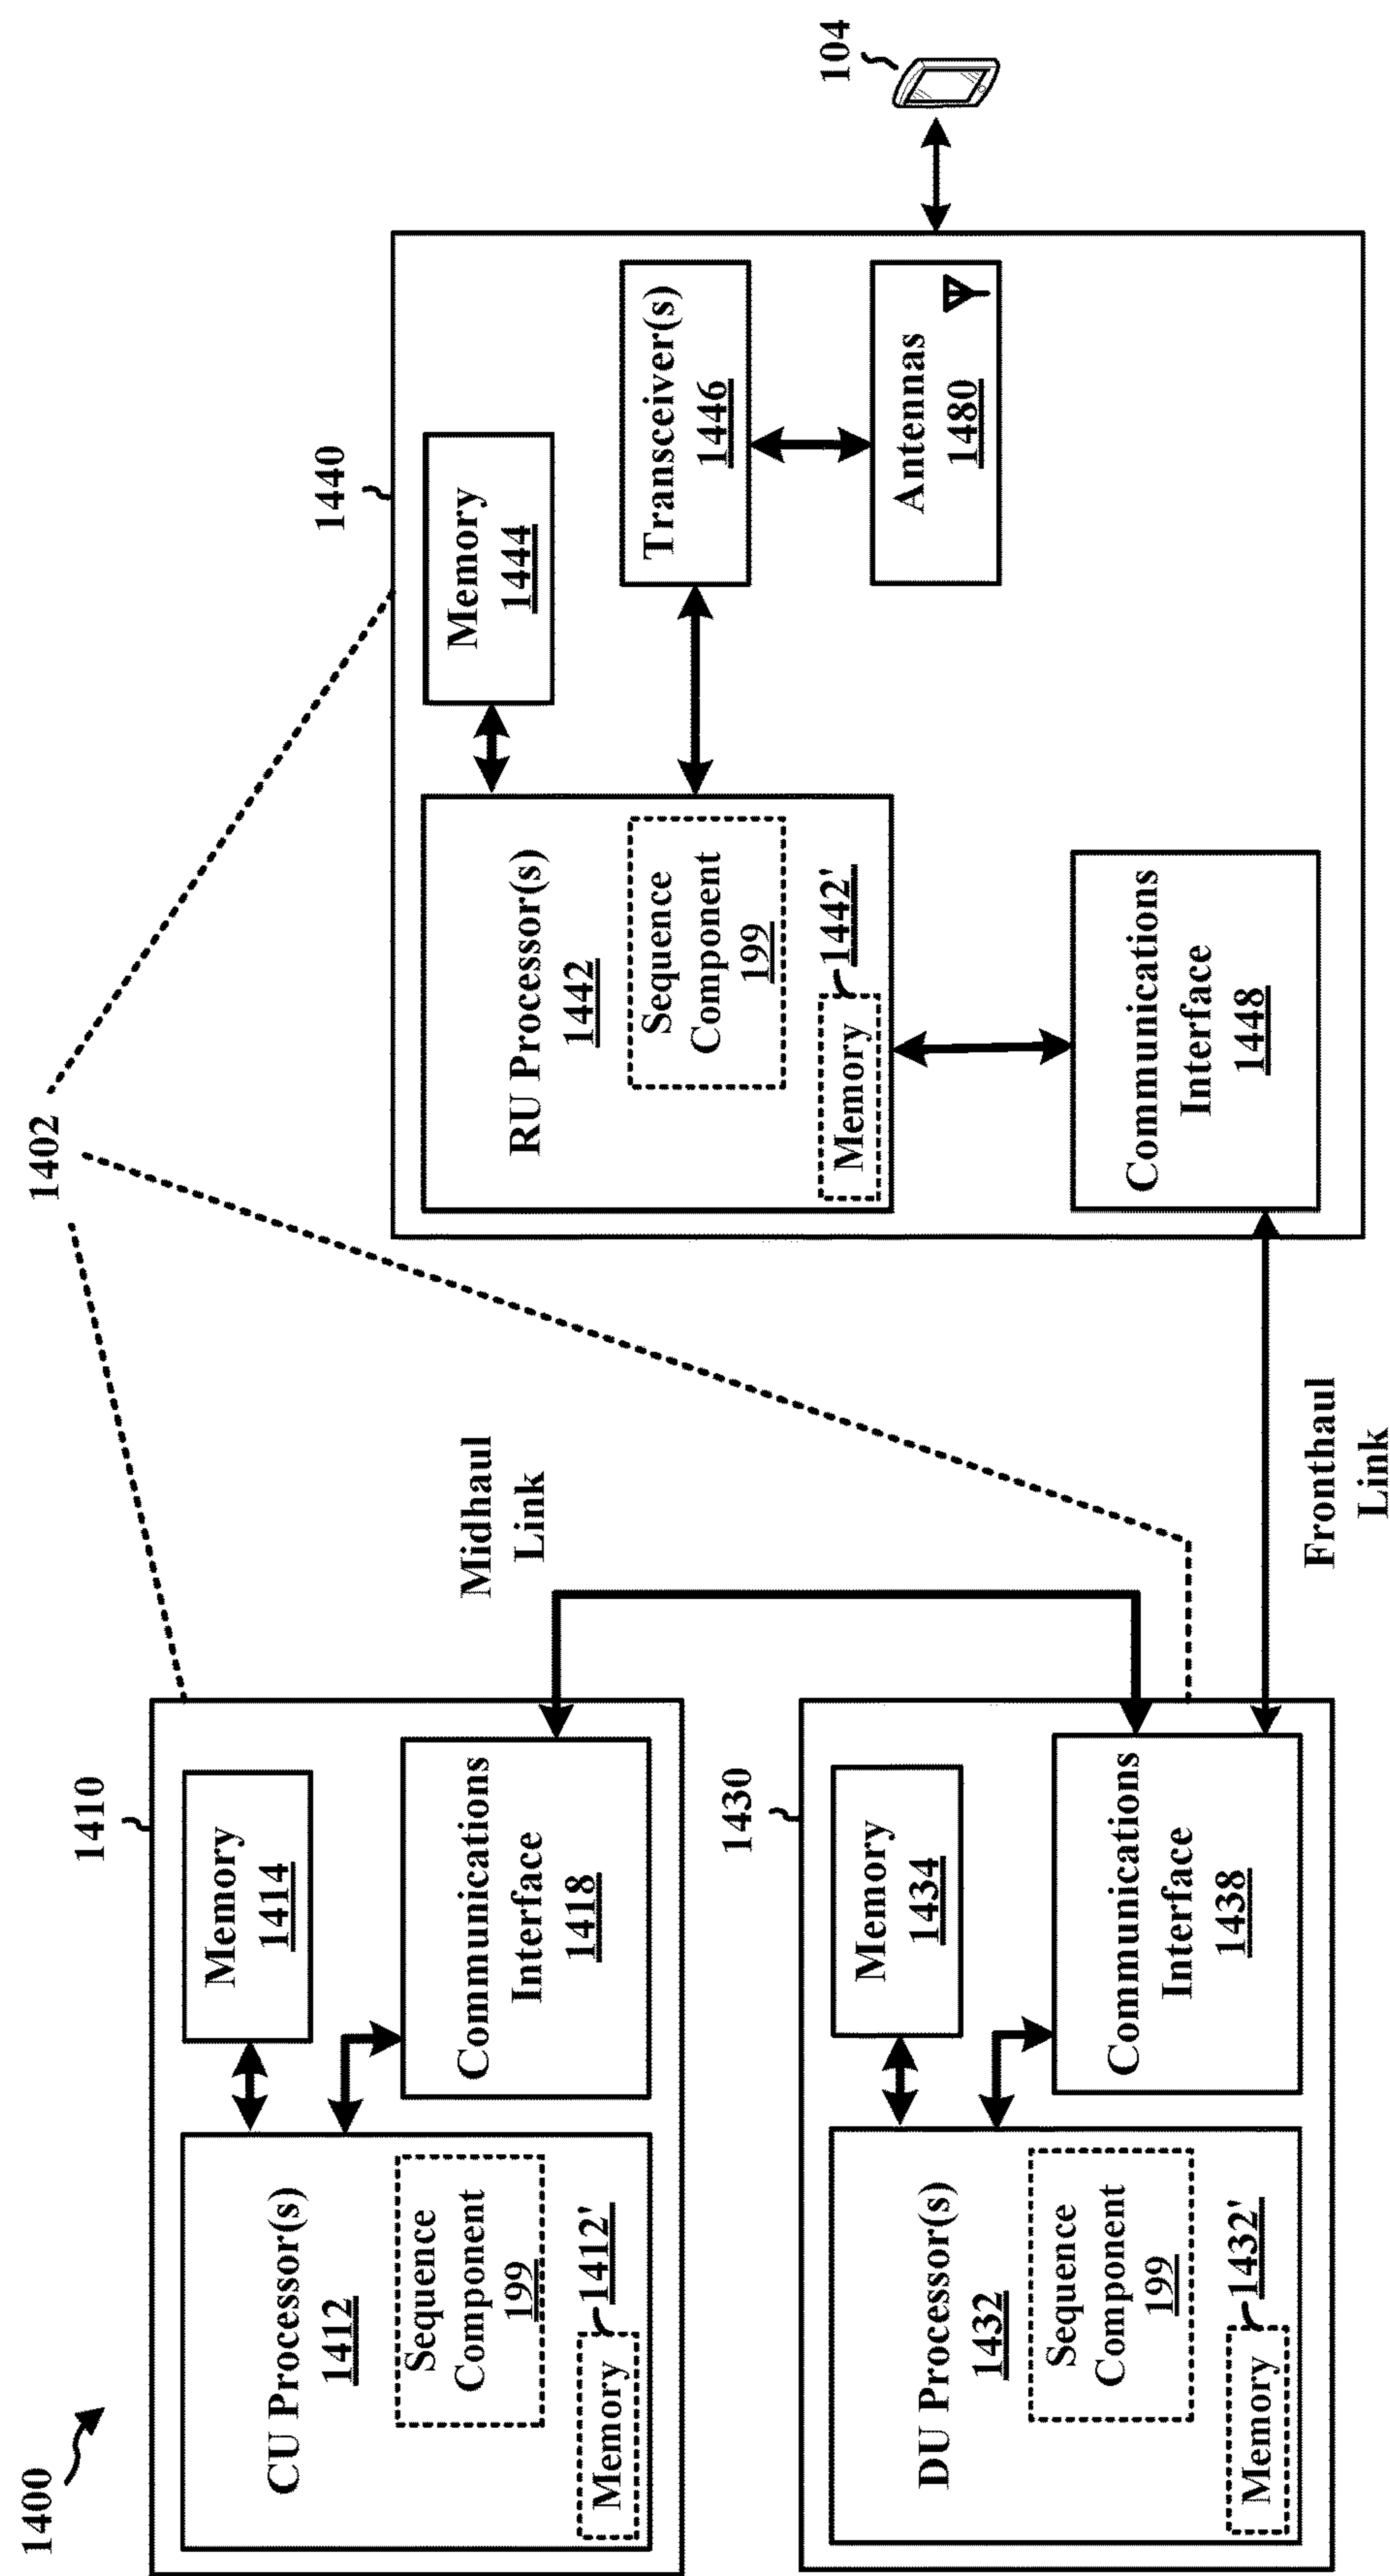 1400
1402
1410
CU Processor(s)
1412
Sequence
Component
199
Memory
1412'
Memory
1414
Communications
Interface
1418
Midhaul
Link
1430
DU Processor(s)
1432
Sequence
Component
199
Memory
1432'
Memory
1434
Communications
Interface
1438
Fronthaul
Link
1440
RU Processor(s)
1442
Sequence
Component
199
Memory
1442'
Memory
1444
Transceiver(s)
1446
Antennas
1480
Communications
Interface
1448
104